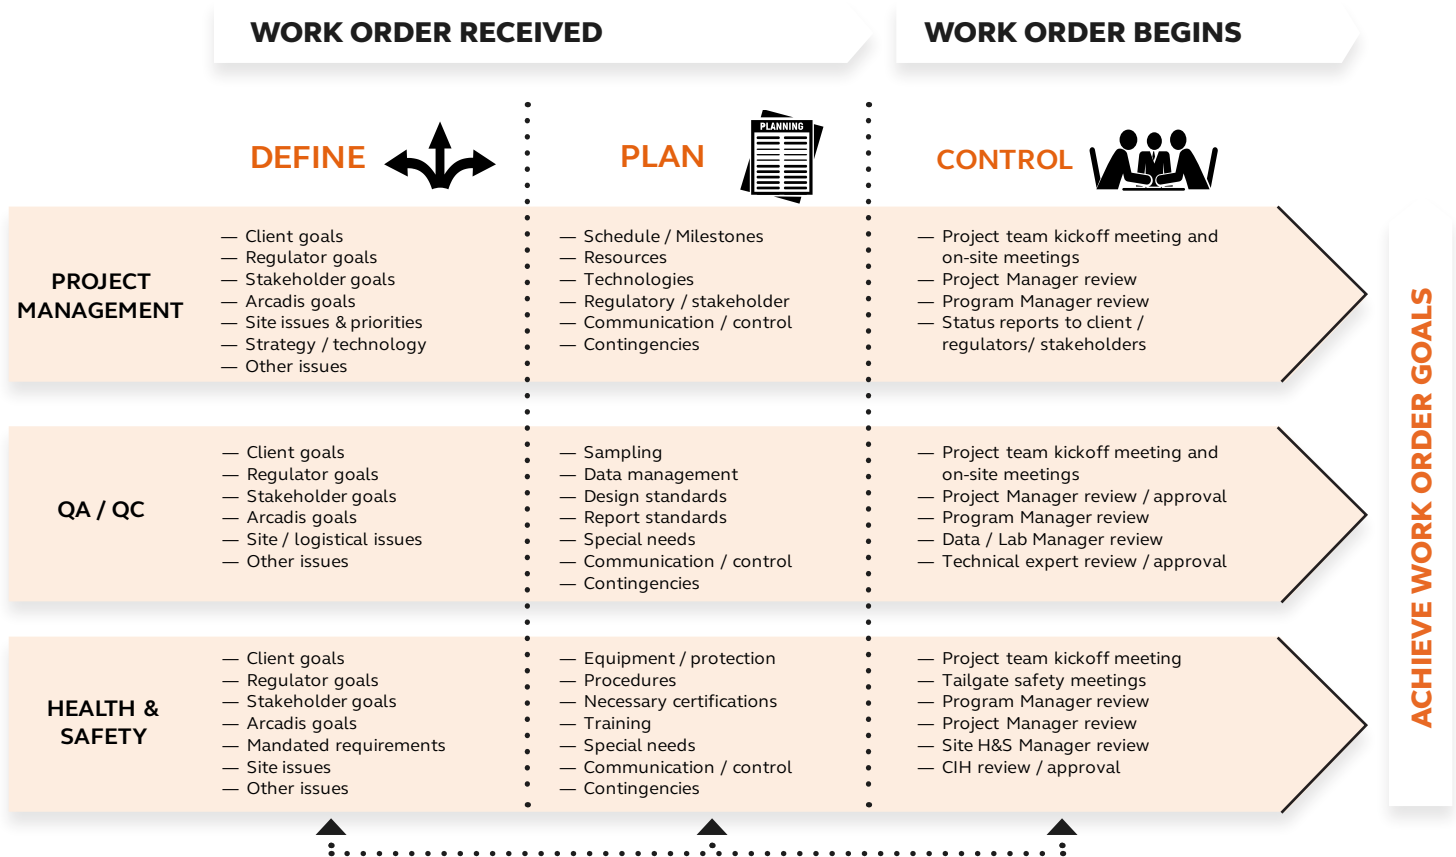 WORK ORDER RECEIVED
WORK ORDER BEGINS
DEFINE
PLAN
PLANNING
CONTROL
PROJECT
MANAGEMENT
— Client goals
— Regulator goals
— Stakeholder goals
— Arcadis goals
— Site issues & priorities
— Strategy / technology
— Other issues
— Schedule / Milestones
— Resources
— Technologies
— Regulatory / stakeholder
— Communication / control
— Contingencies
— Project team kickoff meeting and
on-site meetings
— Project Manager review
— Program Manager review
— Status reports to client /
regulators/ stakeholders
QA / QC
— Client goals
— Regulator goals
— Stakeholder goals
— Arcadis goals
— Site / logistical issues
— Other issues
— Sampling
— Data management
— Design standards
— Report standards
— Special needs
— Communication / control
— Contingencies
— Project team kickoff meeting and
on-site meetings
— Project Manager review / approval
— Program Manager review
— Data / Lab Manager review
— Technical expert review / approval
HEALTH &
SAFETY
— Client goals
— Regulator goals
— Stakeholder goals
— Arcadis goals
— Mandated requirements
— Site issues
— Other issues
— Equipment / protection
— Procedures
— Necessary certifications
— Training
— Special needs
— Communication / control
— Contingencies
— Project team kickoff meeting
— Tailgate safety meetings
— Program Manager review
— Project Manager review
— Site H&S Manager review
— CIH review / approval
ACHIEVE WORK ORDER GOALS